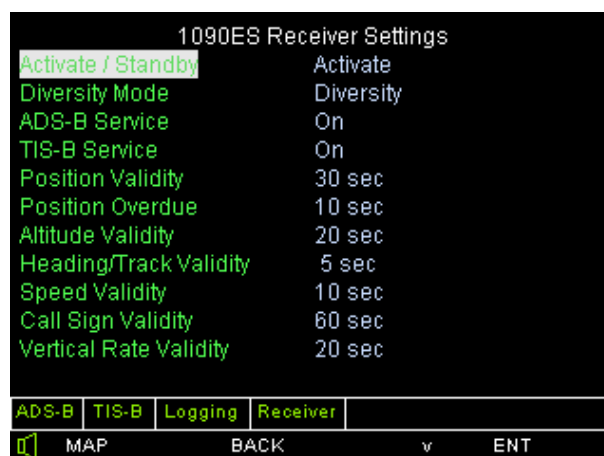 1090ES Receiver Settings
Activate / Standby Activate
Diversity Mode Diversity
ADS-B Service On
TIS-B Service On
Position Validity 30 sec
Position Overdue 10 sec
Altitude Validity 20 sec
Heading/Track Validity 5 sec
Speed Validity 10 sec
Call Sign Validity 60 sec
Vertical Rate Validity 20 sec
ADS-B TIS-B Logging Receiver
MAP BACK v ENT